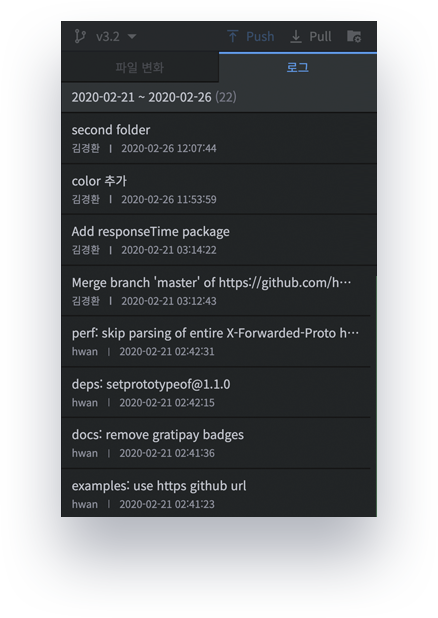 v3.2 Push Pull
파일 변화 로그
2020-02-21 ~ 2020-02-26 (22)
second folder
김경환 | 2020-02-26 12:07:44
color 추가
김경환 | 2020-02-26 11:53:59
Add responseTime package
김경환 | 2020-02-21 03:14:22
Merge branch 'master' of https://github.com/h···
김경환 | 2020-02-21 03:12:43
perf: skip parsing of entire X-Forwarded-Proto h···
hwan | 2020-02-21 02:42:31
deps: setprototypeof@1.1.0
hwan | 2020-02-21 02:42:15
docs: remove gratipay badges
hwan | 2020-02-21 02:41:36
examples: use https github url
hwan | 2020-02-21 02:41:23